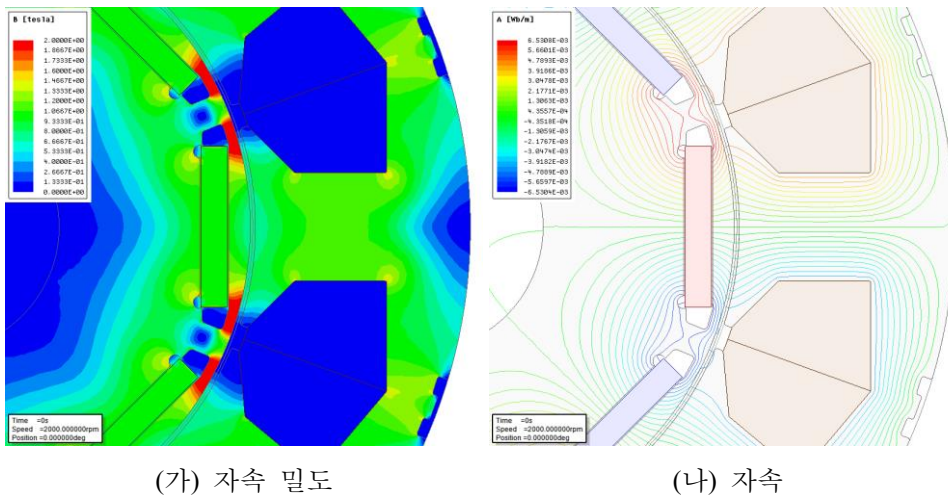 B [tesla]
2.0000E+00
1.8667E+00
1.7333E+00
1.6000E+00
1.4667E+00
1.3333E+00
1.2000E+00
1.0667E+00
9.3333E-01
8.0000E-01
6.6667E-01
5.3333E-01
4.0000E-01
2.6667E-01
1.3333E-01
0.0000E+00
Time =0s
Speed =2000.000000rpm
Position =0.000000deg
(가) 자속 밀도
A [Wb/m]
6.5308E-03
5.6601E-03
4.7893E-03
3.9186E-03
3.0478E-03
2.1771E-03
1.3063E-03
4.3557E-04
-4.3518E-04
-1.3059E-03
-2.1767E-03
-3.0474E-03
-3.9182E-03
-4.7889E-03
-5.6597E-03
-6.5304E-03
Time =0s
Speed =2000.000000rpm
Position =0.000000deg
(나) 자속